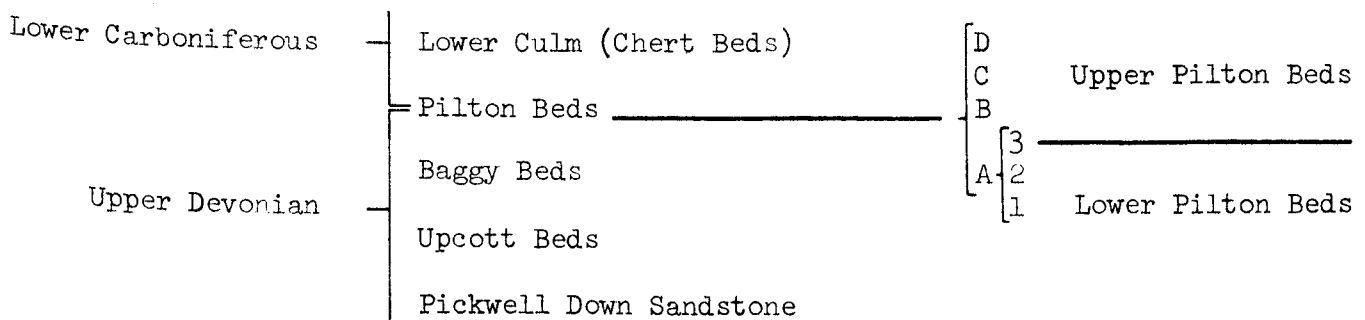 Lower Carboniferous
Lower Culm (Chert Beds)
Pilton Beds
Baggy Beds
Upper Devonian
Upcott Beds
Pickwell Down Sandstone
D
C
B
A
3
2
1
Upper Pilton Beds
Lower Pilton Beds